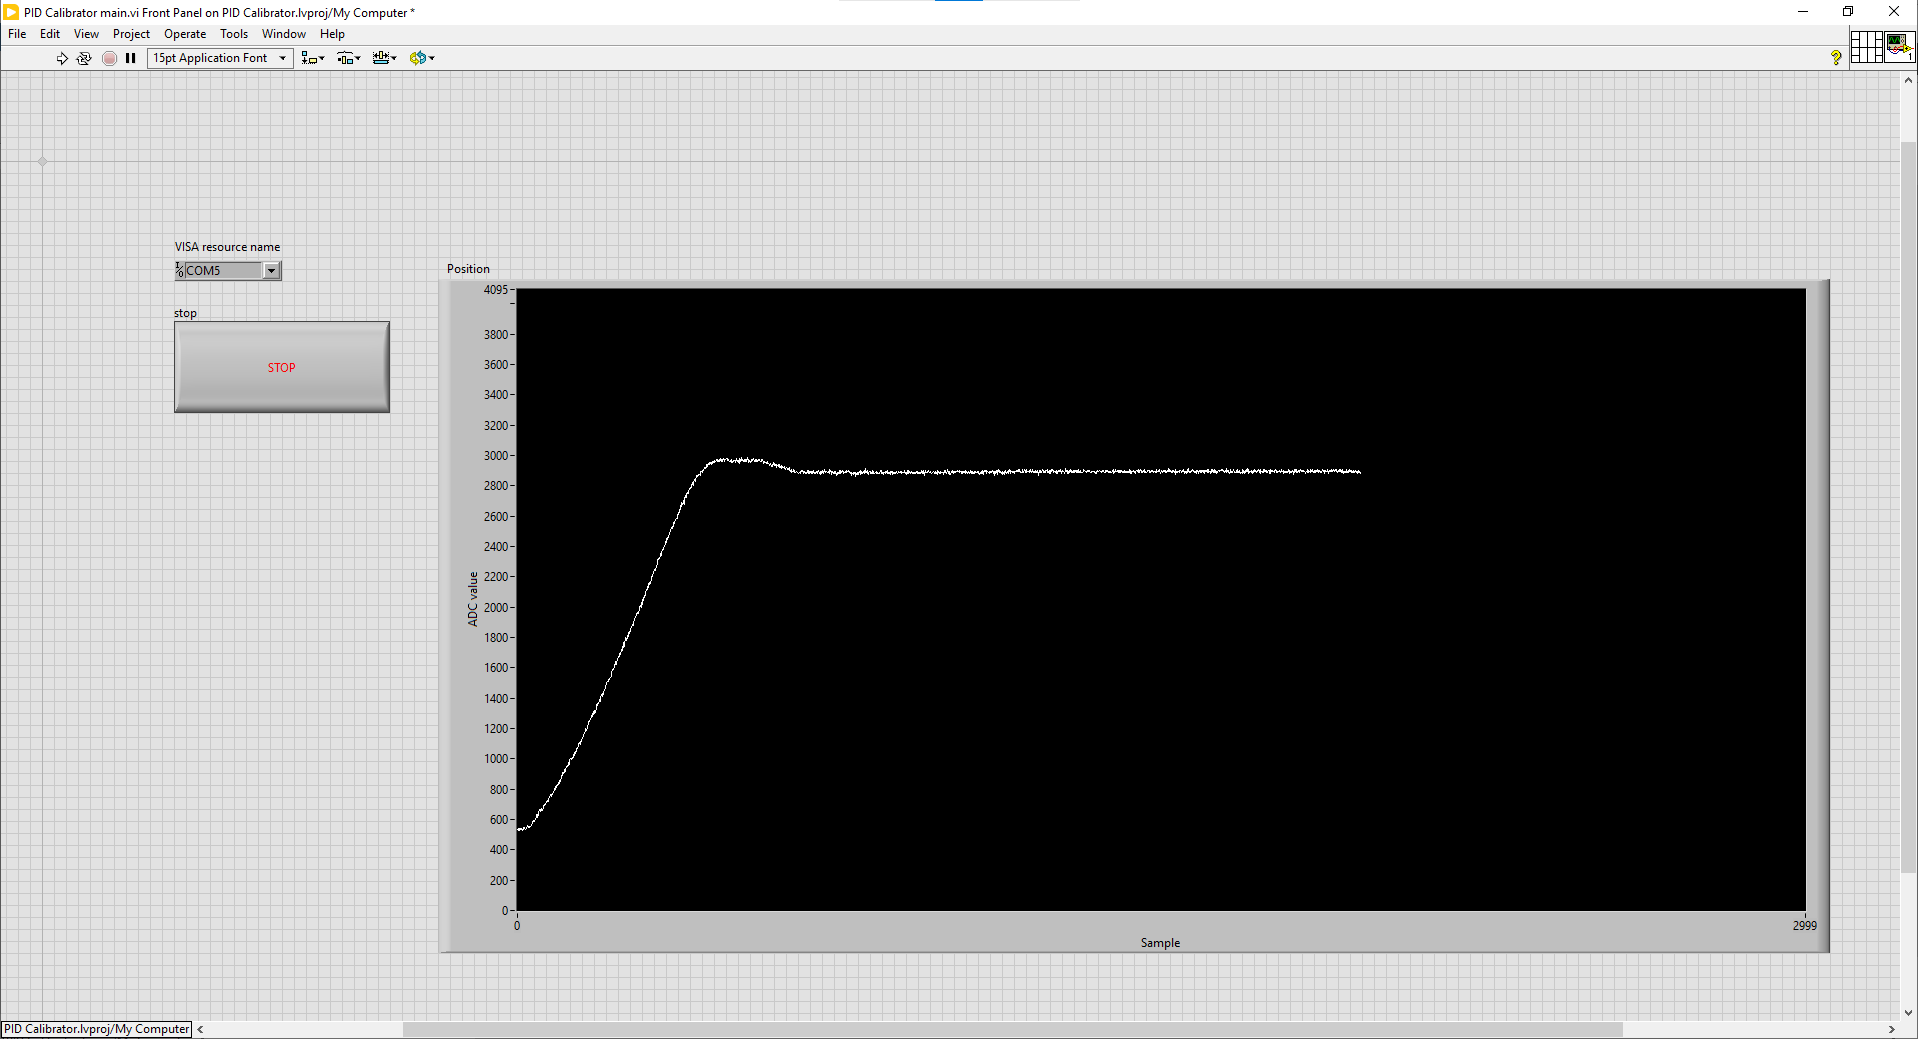 PID Calibrator main.vi Front Panel on PID Calibrator.lvproj/My Computer *
File Edit View Project Operate Tools Window Help
15pt Application Font
?
1
VISA resource name
I/O COM5
stop
STOP
Position
4095
3800
3600
3400
3200
3000
2800
2600
2400
2200
2000
1800
1600
1400
1200
1000
800
600
400
200
0
ADC value
0 2999
Sample
PID Calibrator.lvproj/My Computer